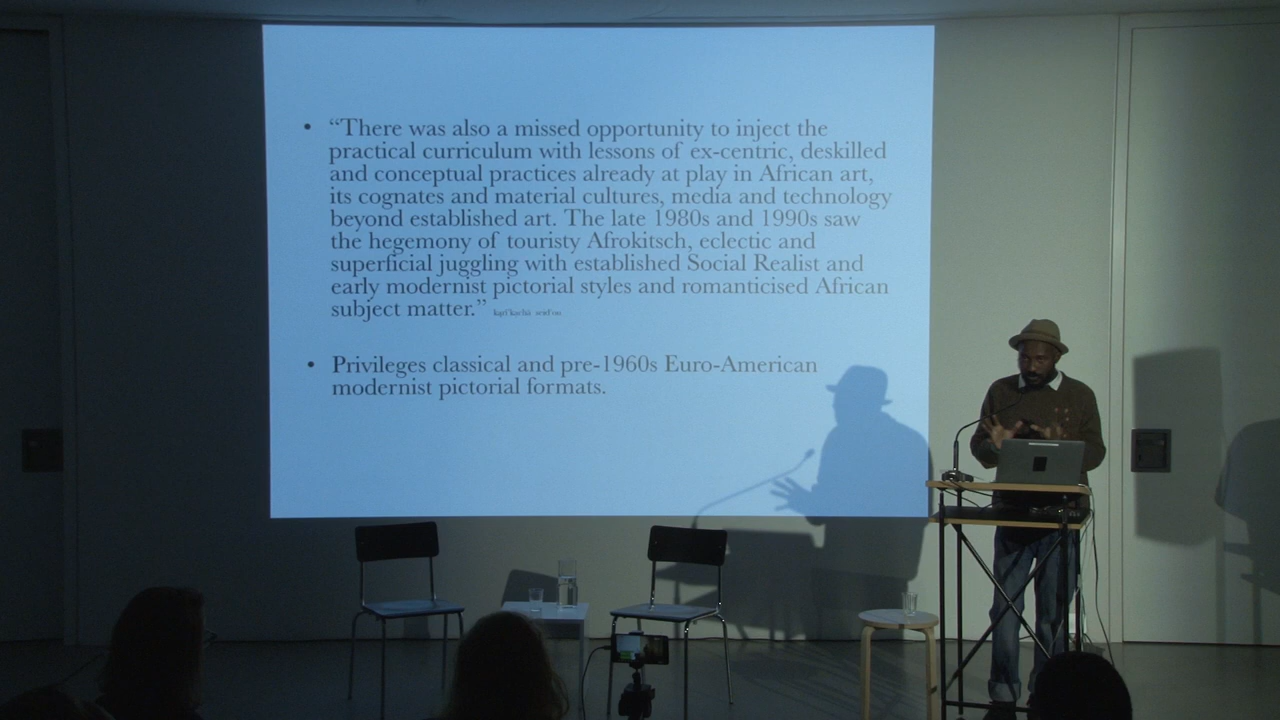 • “There was also a missed opportunity to inject the
practical curriculum with lessons of ex-centric, deskilled
and conceptual practices already at play in African art,
its cognates and material cultures, media and technology
beyond established art. The late 1980s and 1990s saw
the hegemony of touristy Afrokitsch, eclectic and
superficial juggling with established Social Realist and
early modernist pictorial styles and romanticised African
subject matter.”
• Privileges classical and pre-1960s Euro-American
modernist pictorial formats.